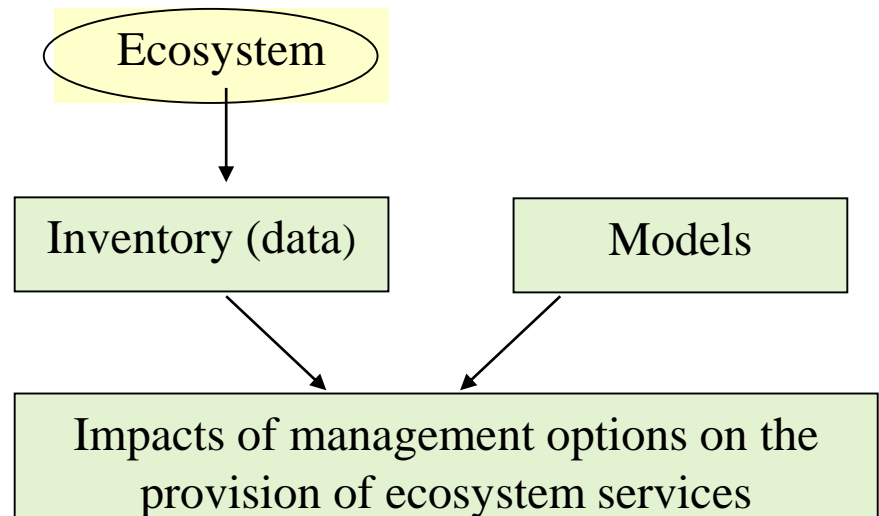 Ecosystem
Inventory (data)
Models
Impacts of management options on the
provision of ecosystem services